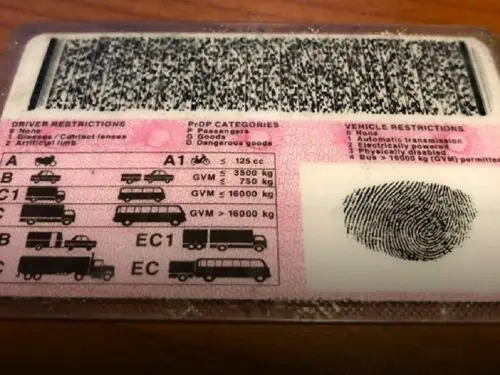 DRIVER RESTRICTIONS
0 None
1 Glasses / Contact lenses
2 Artificial limb
PrDP CATEGORIES
P Passengers
G Goods
D Dangerous goods
VEHICLE RESTRICTIONS
0 None
1 Automatic transmission
2 Electrically powered
3 Physically disabled
4 Bus > 16000 kg (GVM) permitted
A A1 ≤ 125 cc
B GVM ≤ 3500 kg
≤ 750 kg
C1 GVM ≤ 16000 kg
C GVM > 16000 kg
B EC1
C EC